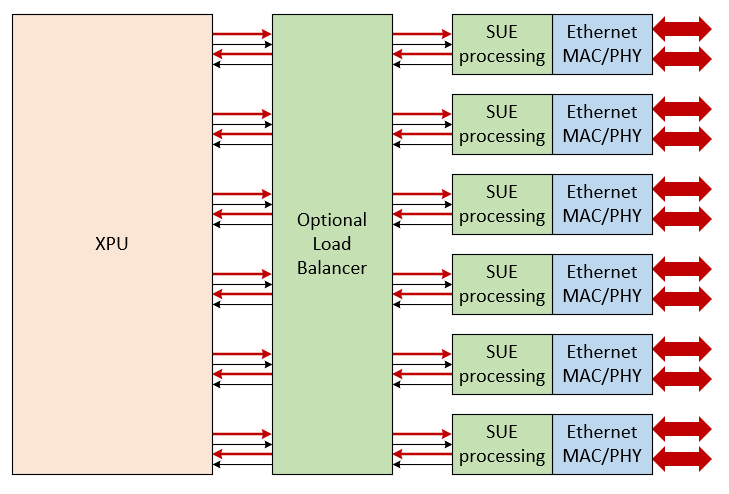 SUE
processing
Ethernet
MAC/PHY
SUE
processing
Ethernet
MAC/PHY
SUE
processing
Ethernet
MAC/PHY
XPU
Optional
Load
Balancer
SUE
processing
Ethernet
MAC/PHY
SUE
processing
Ethernet
MAC/PHY
SUE
processing
Ethernet
MAC/PHY